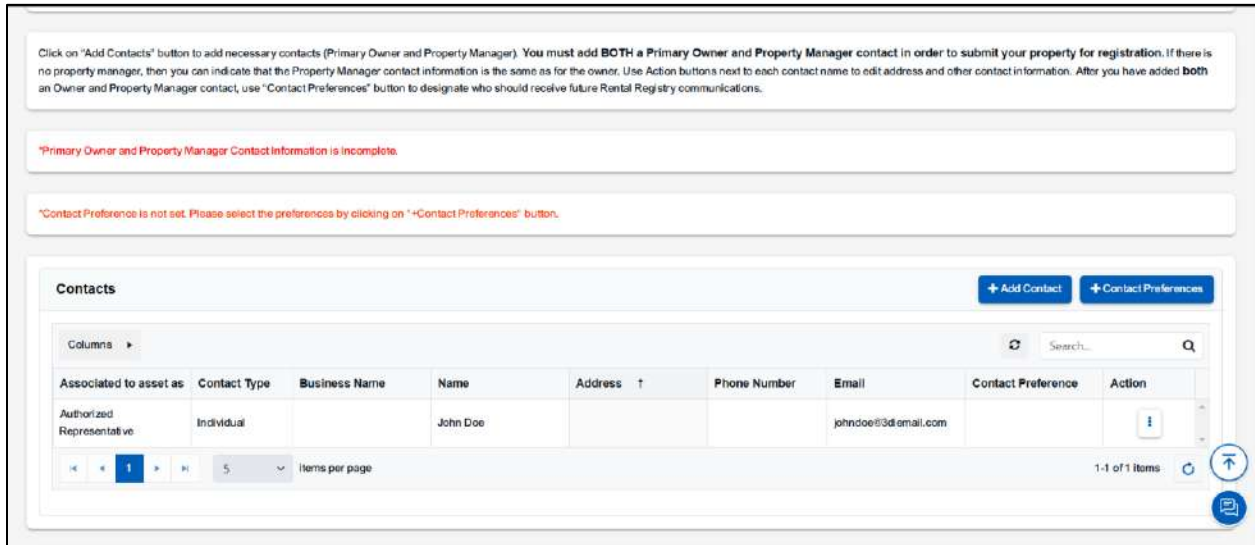 Click on "Add Contacts" button to add necessary contacts (Primary Owner and Property Manager). You must add BOTH a Primary Owner and Property Manager contact in order to submit your property for registration. If there is
no property manager, then you can indicate that the Property Manager contact information is the same as for the owner. Use Action buttons next to each contact name to edit address and other contact information. After you have added both
an Owner and Property Manager contact, use "Contact Preferences" button to designate who should receive future Rental Registry communications.
*Primary Owner and Property Manager Contact Information is Incomplete.
*Contact Preference is not set. Please select the preferences by clicking on "+Contact Preferences" button.
Contacts
+ Add Contact
+ Contact Preferences
Columns
Search...
Associated to asset as Contact Type Business Name Name Address ↑ Phone Number Email Contact Preference Action
Authorized
Representative Individual John Doe johndoe@3diemail.com
1 5 items per page 1-1 of 1 items